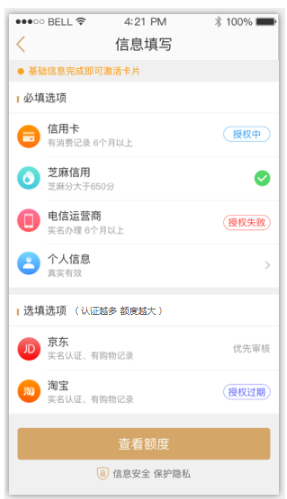 BELL 4:21 PM 100%
信息填写
基础信息完成即可激活卡片
必填选项
信用卡
有消费记录 6个月以上
授权中
芝麻信用
芝麻分大于650分
电信运营商
实名办理 6个月以上
授权失败
个人信息
真实有效
选填选项 （认证越多 额度越大）
JD
京东
实名认证、有购物记录
优先审核
淘
淘宝
实名认证、有购物记录
授权过期
查看额度
信息安全 保护隐私